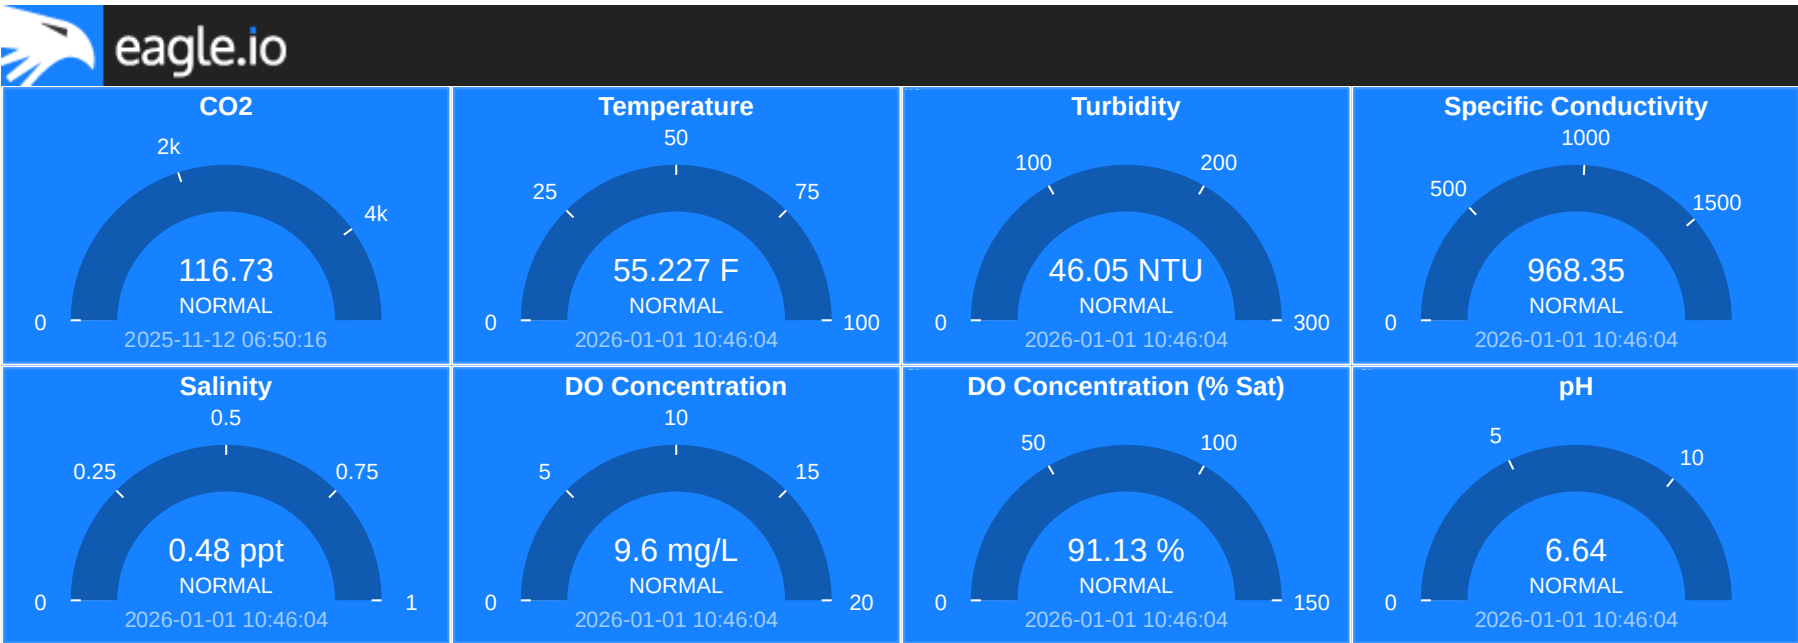 eagle.io
CO2
2k
4k
116.73
NORMAL
0
2025-11-12 06:50:16
Temperature
50
25
75
55.227 F
NORMAL
0
100
2026-01-01 10:46:04
Turbidity
100
200
46.05 NTU
NORMAL
0
300
2026-01-01 10:46:04
Specific Conductivity
1000
500
1500
968.35
NORMAL
0
2026-01-01 10:46:04
Salinity
0.5
0.25
0.75
0.48 ppt
NORMAL
0
1
2026-01-01 10:46:04
DO Concentration
10
5
15
9.6 mg/L
NORMAL
0
20
2026-01-01 10:46:04
DO Concentration (% Sat)
50
100
91.13 %
NORMAL
0
150
2026-01-01 10:46:04
pH
5
10
6.64
NORMAL
0
2026-01-01 10:46:04